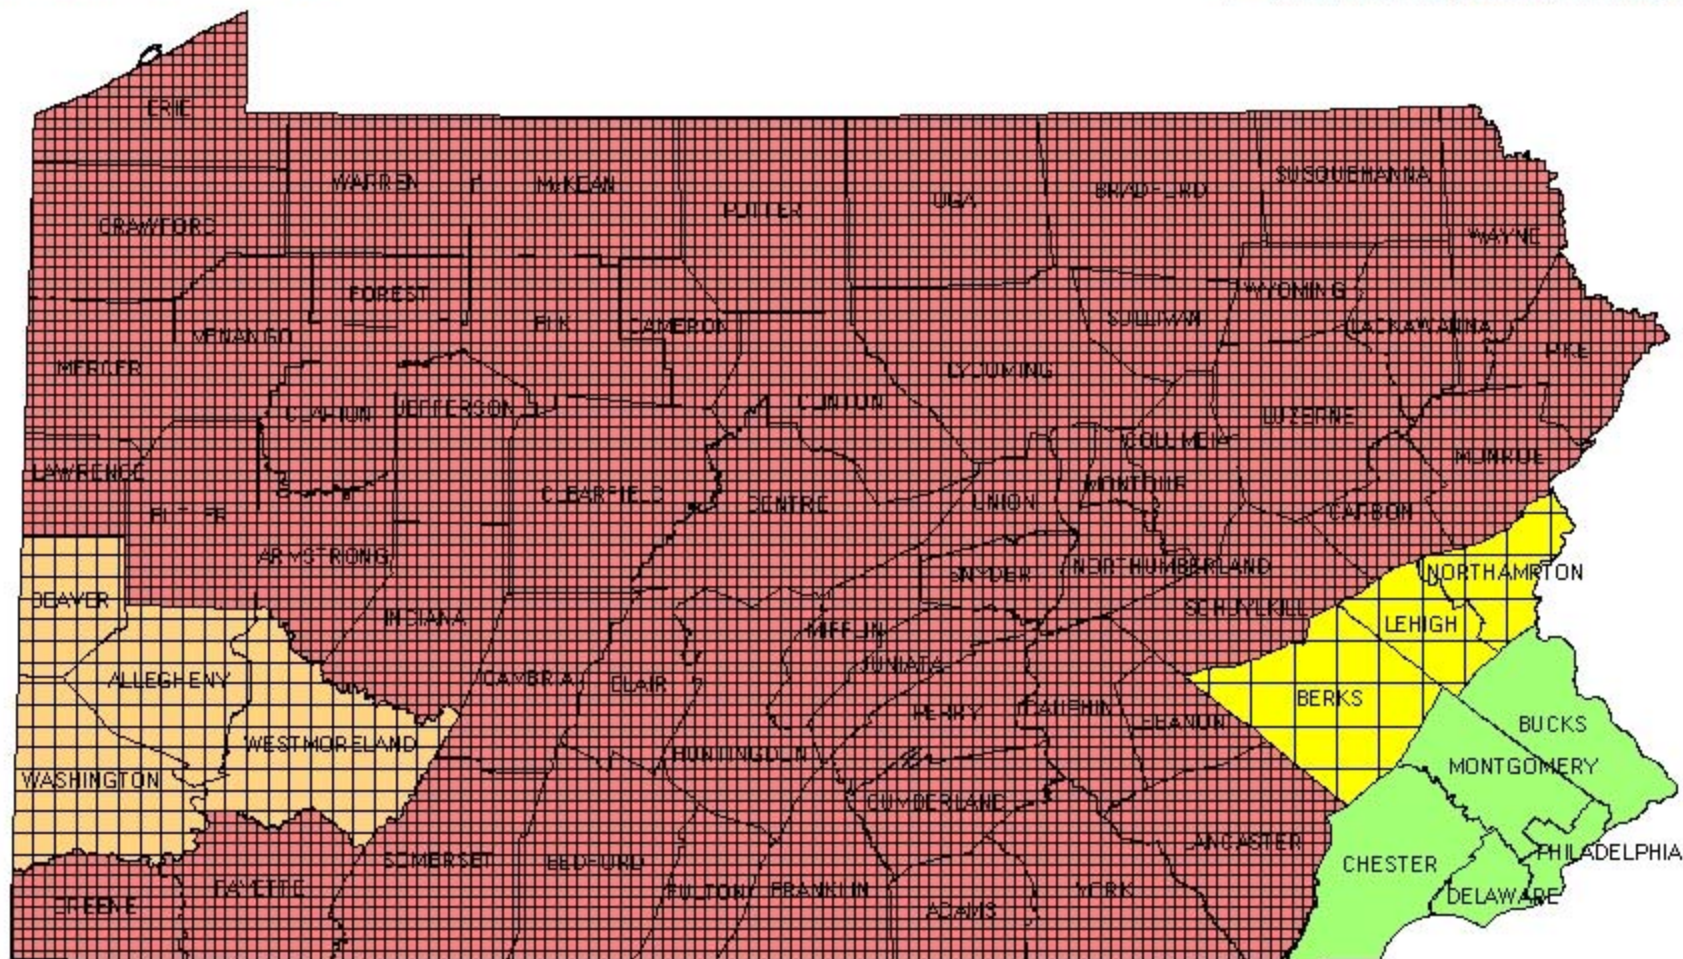 ERIE
WARREN
McKEAN
SUSQUEHANNA
CRAWFORD
POTTER
BRADFORD
WAYNE
FOREST
WYOMING
VENANGO
ELK
CAMERON
SULLIVAN
LACKAWANNA
MERCER
PIKE
LYCOMING
CLARION
JEFFERSON
CLINTON
LUZERNE
COLUMBIA
LAWRENCE
MONROE
MONTOUR
CLEARFIELD
CENTRE
UNION
CARBON
BUTLER
ARMSTRONG
SNYDER
NORTHUMBERLAND
NORTHAMPTON
BEAVER
SCHUYLKILL
INDIANA
MIFFLIN
LEHIGH
JUNIATA
ALLEGHENY
CAMBRIA
BLAIR
BERKS
PERRY
DAUPHIN
LEBANON
BUCKS
WESTMORELAND
HUNTINGDON
MONTGOMERY
WASHINGTON
CUMBERLAND
LANCASTER
PHILADELPHIA
SOMERSET
BEDFORD
CHESTER
FAYETTE
FULTON
FRANKLIN
YORK
DELAWARE
GREENE
ADAMS